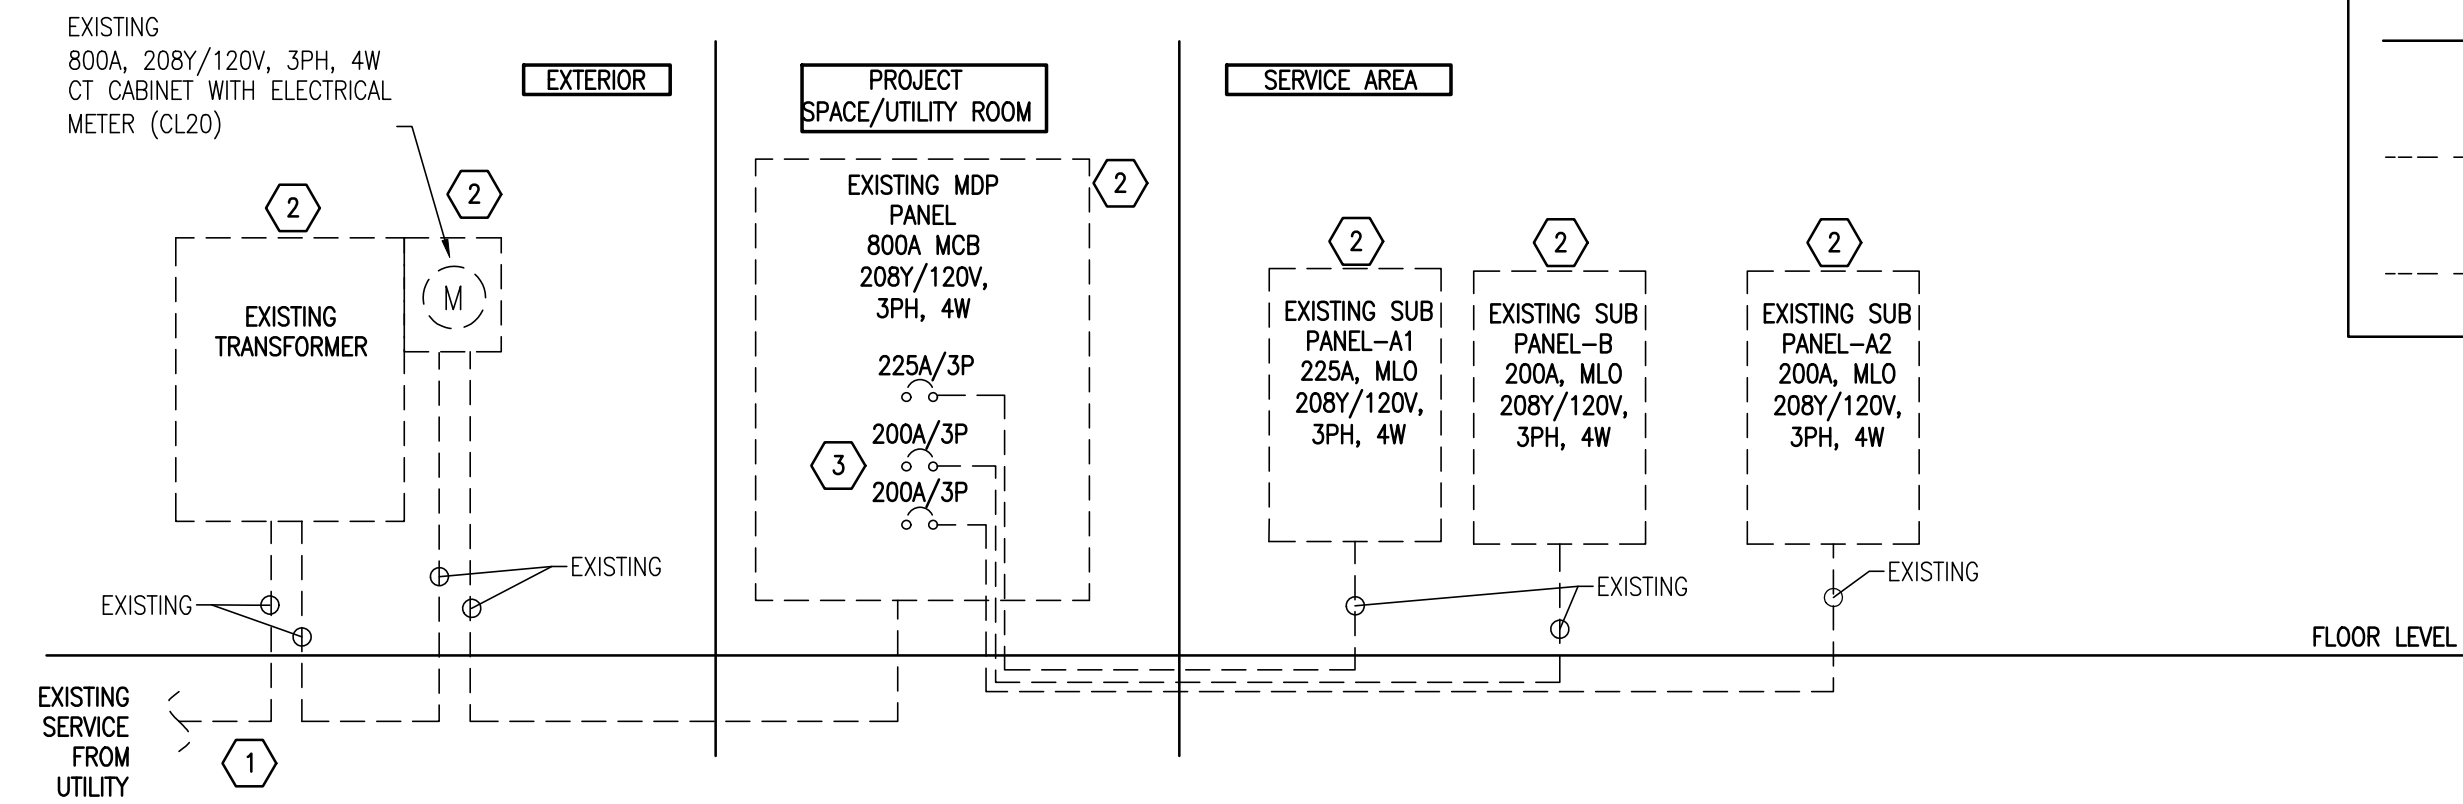 EXISTING
800A, 208Y/120V, 3PH, 4W
CT CABINET WITH ELECTRICAL
METER (CL20)
EXTERIOR
PROJECT
SPACE/UTILITY ROOM
SERVICE AREA
2
2
M
EXISTING
TRANSFORMER
EXISTING
EXISTING
2
EXISTING MDP
PANEL
800A MCB
208Y/120V,
3PH, 4W
225A/3P
200A/3P
3
200A/3P
2
EXISTING SUB
PANEL-A1
225A, MLO
208Y/120V,
3PH, 4W
2
EXISTING SUB
PANEL-B
200A, MLO
208Y/120V,
3PH, 4W
2
EXISTING SUB
PANEL-A2
200A, MLO
208Y/120V,
3PH, 4W
EXISTING
EXISTING
FLOOR LEVEL
EXISTING
SERVICE
FROM
UTILITY
1